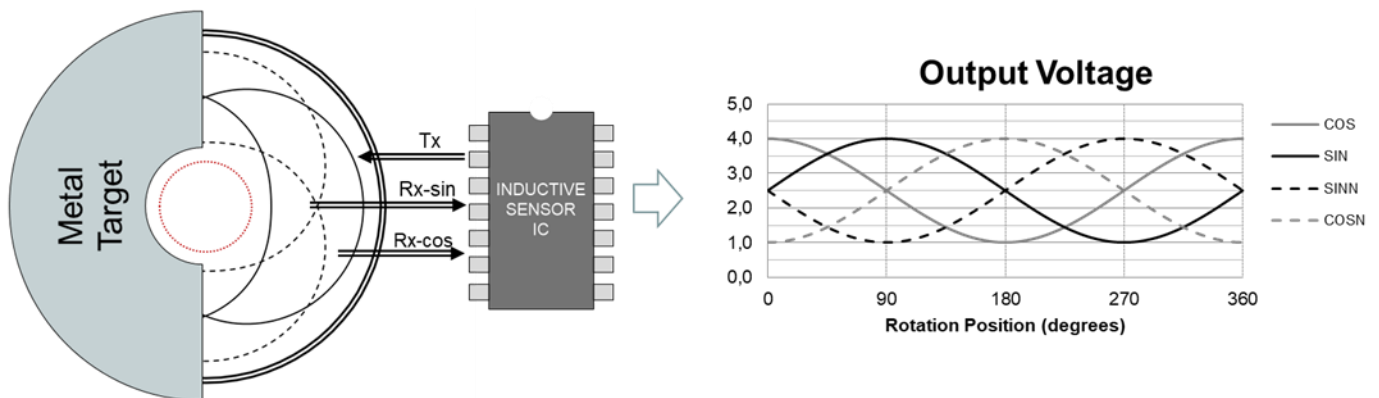 Metal
Target
Tx
Rx-sin
Rx-cos
INDUCTIVE
SENSOR
IC
Output Voltage
5,0
4,0
3,0
2,0
1,0
0,0
0 90 180 270 360
Rotation Position (degrees)
COS
SIN
SINN
COSN